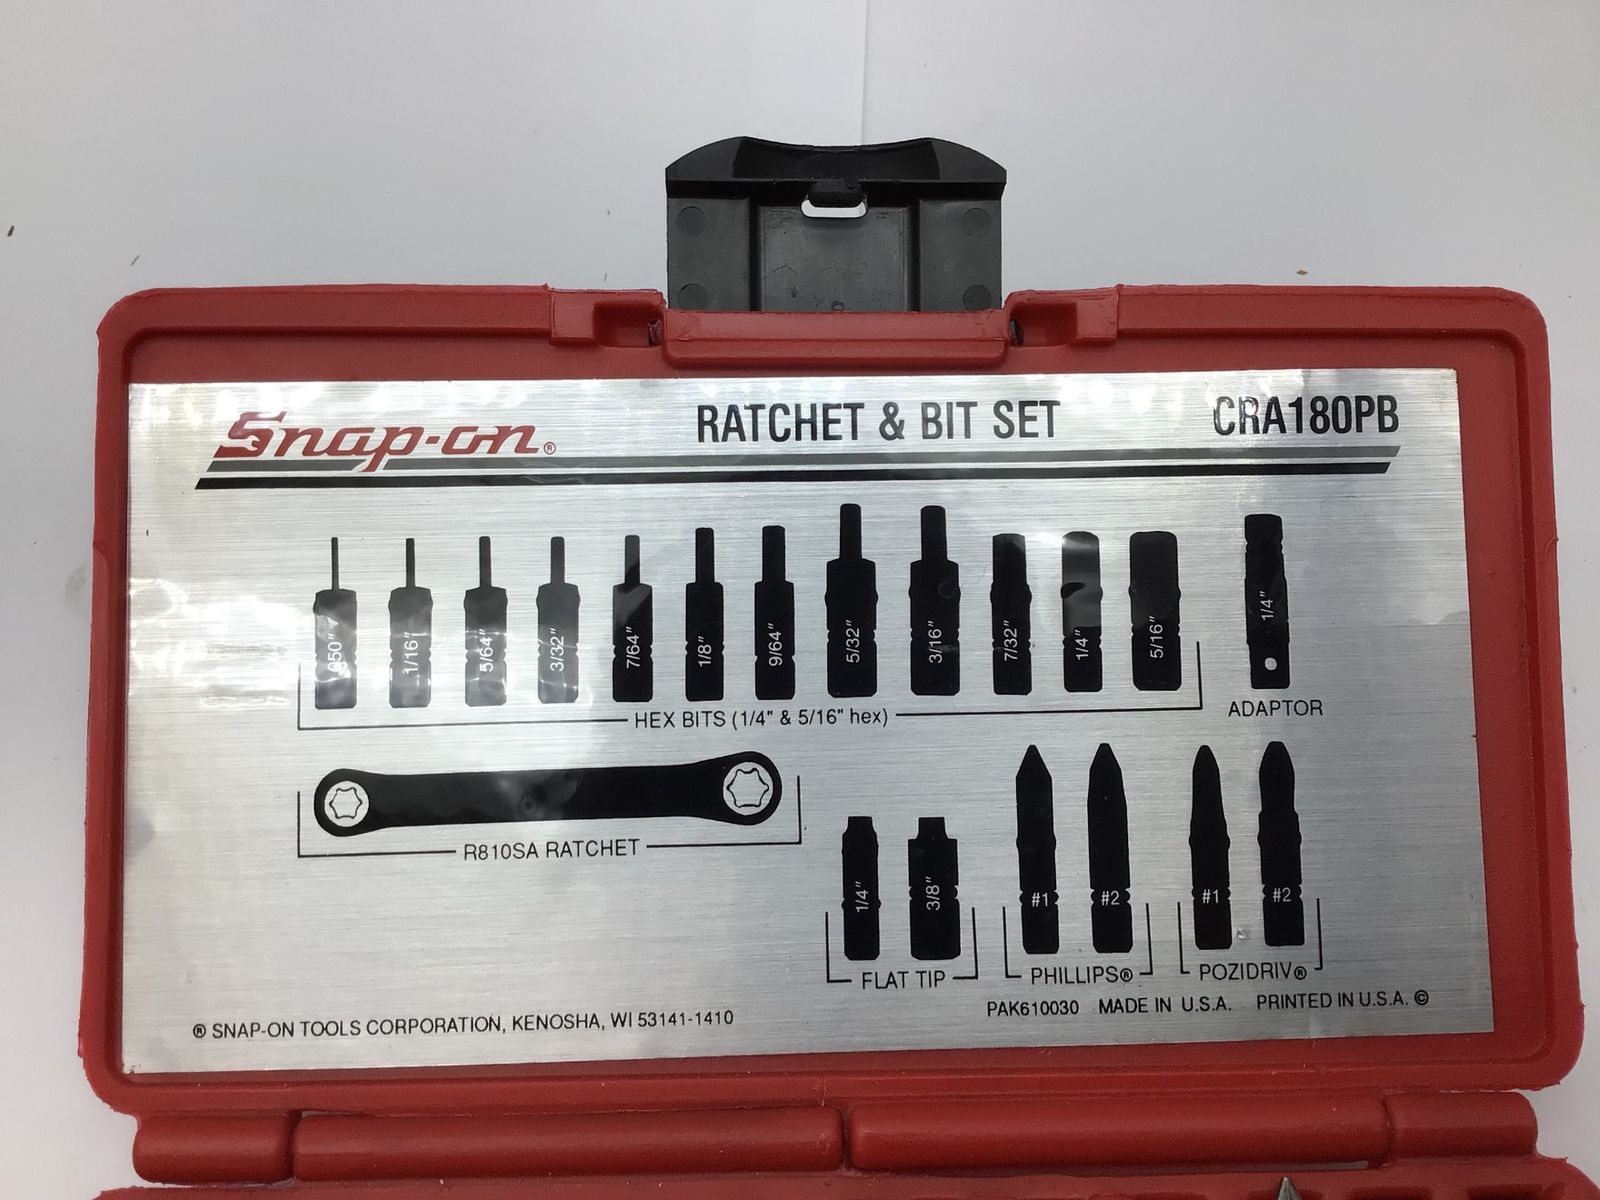 Snap-on® RATCHET & BIT SET CRA180PB
.050" 1/16" 5/64" 3/32" 7/64" 1/8" 9/64" 5/32" 3/16" 7/32" 1/4" 5/16" 1/4"
HEX BITS (1/4" & 5/16" hex) ADAPTOR
R810SA RATCHET
1/4" 3/8" #1 #2 #1 #2
FLAT TIP PHILLIPS® POZIDRIV®
® SNAP-ON TOOLS CORPORATION, KENOSHA, WI 53141-1410 PAK610030 MADE IN U.S.A. PRINTED IN U.S.A. ©